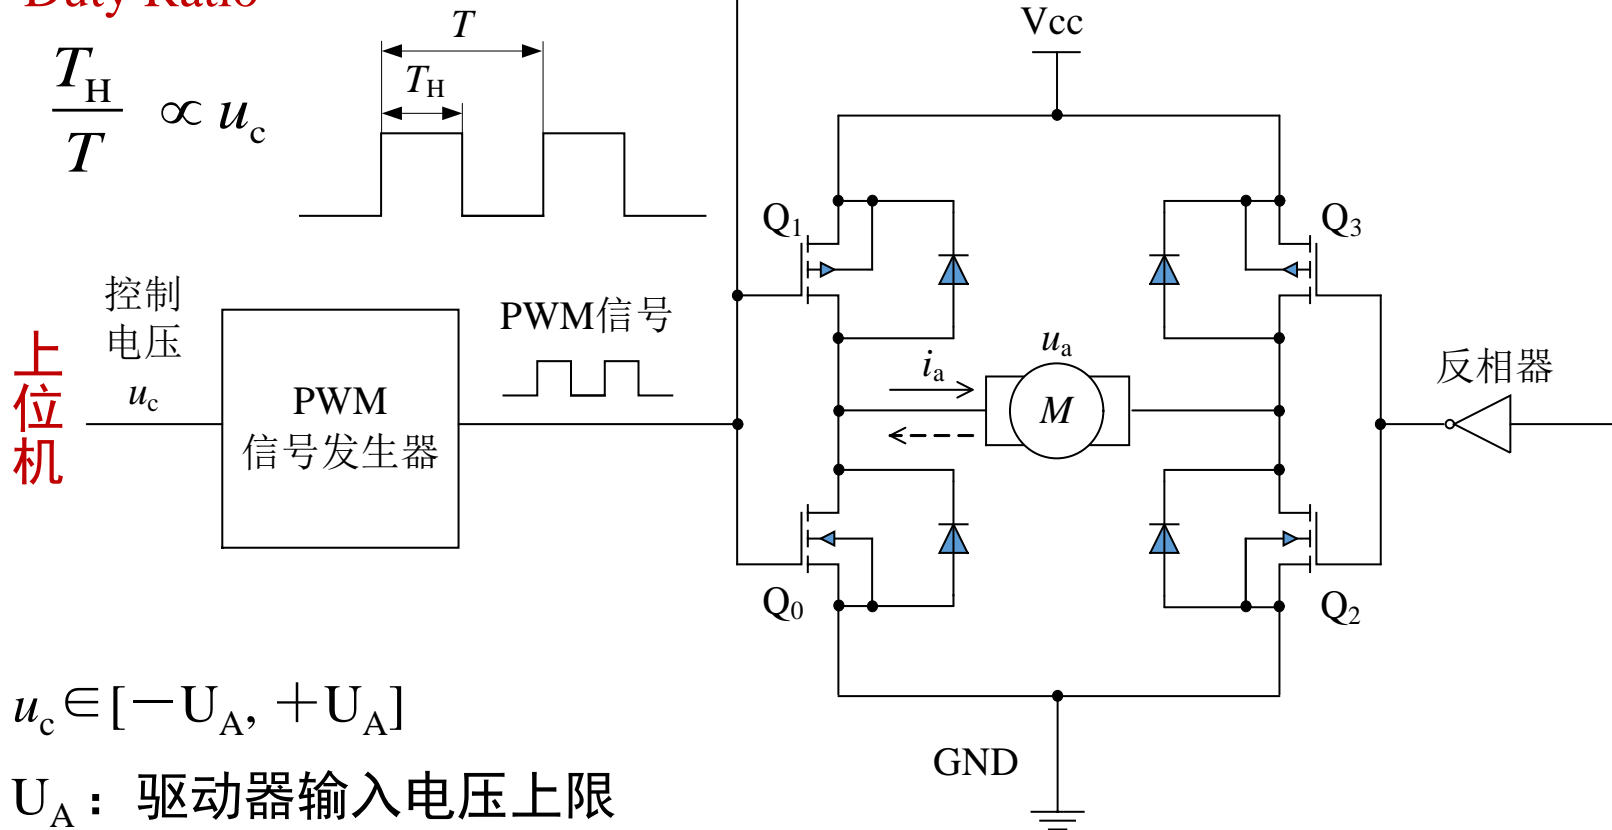 Duty Ratio
T_H/T ∝ u_c
T
T_H
Vcc
Q1
Q3
控制
电压
u_c
PWM信号
上位机
PWM
信号发生器
i_a
u_a
M
反相器
Q0
Q2
u_c∈[−U_A, +U_A]
GND
U_A：驱动器输入电压上限